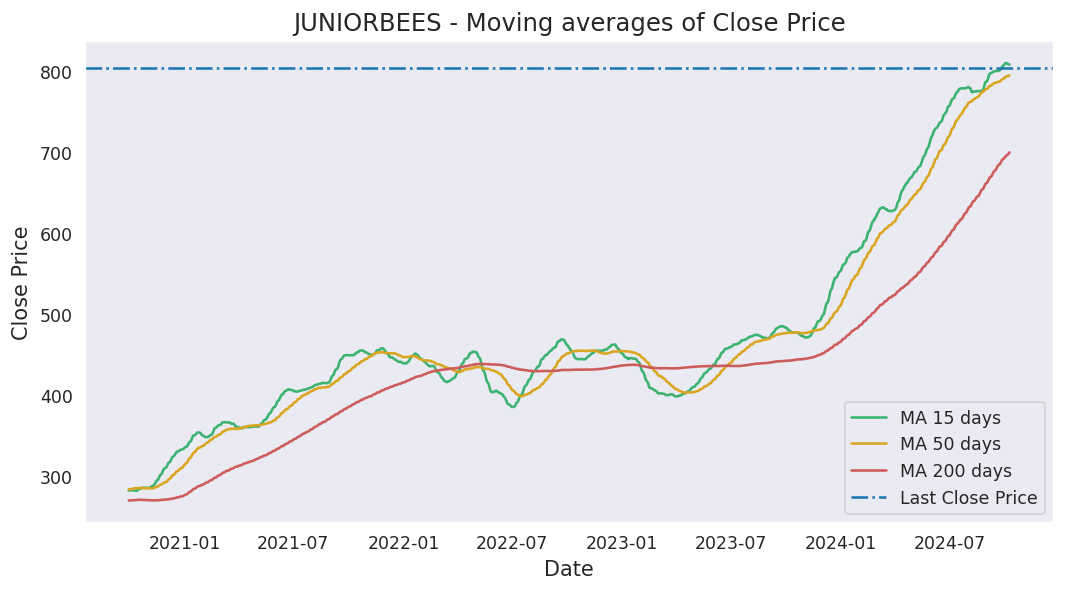 JUNIORBEES - Moving averages of Close Price
800
700
600
500
400
300
Close Price
2021-01 2021-07 2022-01 2022-07 2023-01 2023-07 2024-01 2024-07
Date
MA 15 days
MA 50 days
MA 200 days
Last Close Price